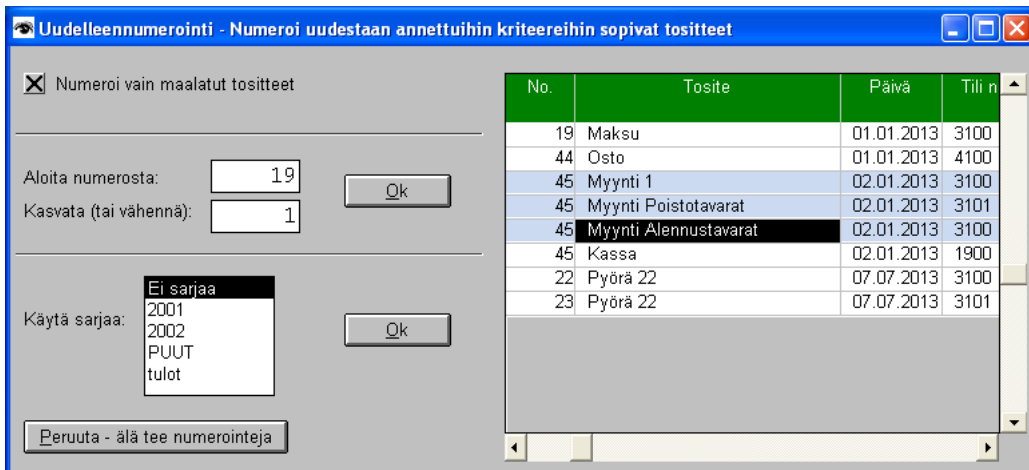 Uudelleennumerointi - Numeroi uudestaan annettuihin kriteereihin sopivat tositteet
Numeroi vain maalatut tositteet
Aloita numerosta: 19
Ok
Kasvata (tai vähennä): 1
Käytä sarjaa:
Ei sarjaa
2001
2002
PUUT
tulot
Ok
Peruuta - älä tee numerointeja
No. Tosite Päivä Tili n
19 Maksu 01.01.2013 3100
44 Osto 01.01.2013 4100
45 Myynti 1 02.01.2013 3100
45 Myynti Poistotavarat 02.01.2013 3101
45 Myynti Alennustavarat 02.01.2013 3100
45 Kassa 02.01.2013 1900
22 Pyörä 22 07.07.2013 3100
23 Pyörä 22 07.07.2013 3101